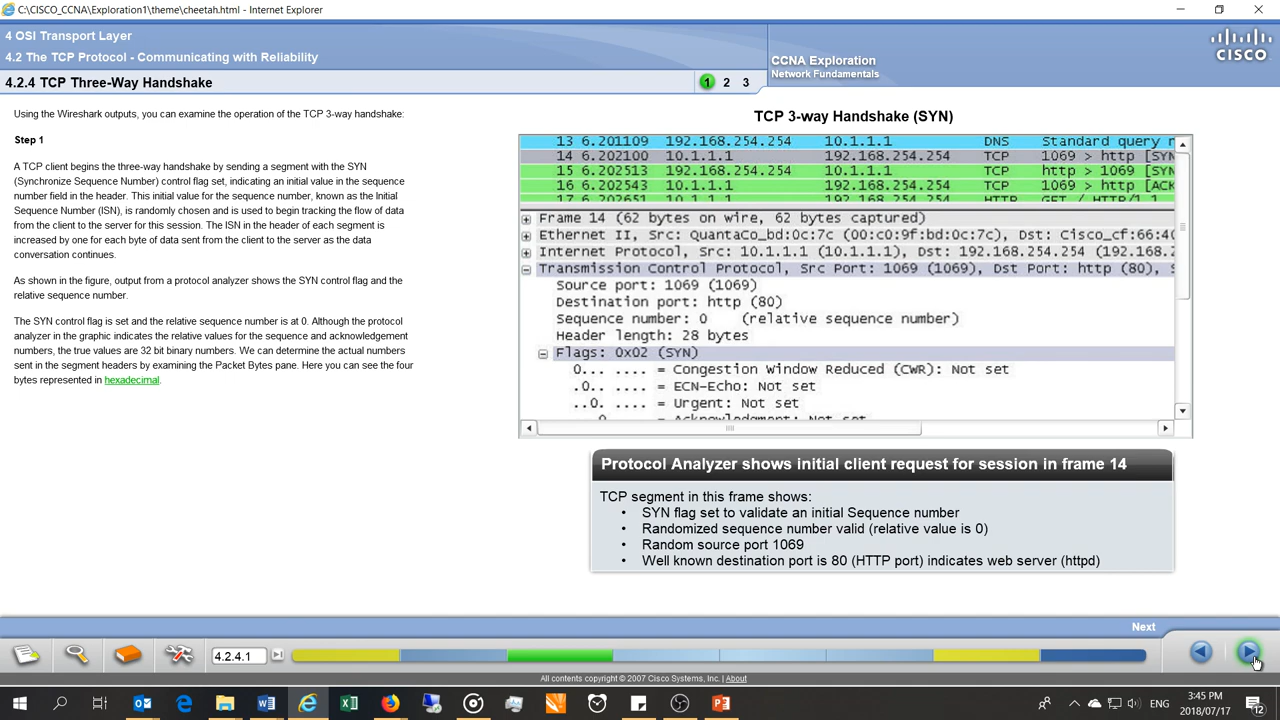 C:\CISCO_CCNA\Exploration1\theme\cheetah.html - Internet Explorer
4 OSI Transport Layer
4.2 The TCP Protocol - Communicating with Reliability
CCNA Exploration
Network Fundamentals
CISCO
4.2.4 TCP Three-Way Handshake
1 2 3
Using the Wireshark outputs, you can examine the operation of the TCP 3-way handshake:
Step 1
A TCP client begins the three-way handshake by sending a segment with the SYN
(Synchronize Sequence Number) control flag set, indicating an initial value in the sequence
number field in the header. This initial value for the sequence number, known as the Initial
Sequence Number (ISN), is randomly chosen and is used to begin tracking the flow of data
from the client to the server for this session. The ISN in the header of each segment is
increased by one for each byte of data sent from the client to the server as the data
conversation continues.
As shown in the figure, output from a protocol analyzer shows the SYN control flag and the
relative sequence number.
The SYN control flag is set and the relative sequence number is at 0. Although the protocol
analyzer in the graphic indicates the relative values for the sequence and acknowledgement
numbers, the true values are 32 bit binary numbers. We can determine the actual numbers
sent in the segment headers by examining the Packet Bytes pane. Here you can see the four
bytes represented in hexadecimal.
TCP 3-way Handshake (SYN)
13 6.201109 192.168.254.254 10.1.1.1 DNS Standard query r
14 6.202100 10.1.1.1 192.168.254.254 TCP 1069 > http [SYN
15 6.202513 192.168.254.254 10.1.1.1 TCP http > 1069 [SYN
16 6.202543 10.1.1.1 192.168.254.254 TCP 1069 > http [ACK
17 6.202651 10.1.1.1 192.168.254.254 HTTP GET / HTTP/1.1
Frame 14 (62 bytes on wire, 62 bytes captured)
Ethernet II, Src: QuantaCo_bd:0c:7c (00:c0:9f:bd:0c:7c), Dst: Cisco_cf:66:40
Internet Protocol, Src: 10.1.1.1 (10.1.1.1), Dst: 192.168.254.254 (192.168.
Transmission Control Protocol, Src Port: 1069 (1069), Dst Port: http (80), S
Source port: 1069 (1069)
Destination port: http (80)
Sequence number: 0 (relative sequence number)
Header length: 28 bytes
Flags: 0x02 (SYN)
0... .... = Congestion Window Reduced (CWR): Not set
.0.. .... = ECN-Echo: Not set
..0. .... = Urgent: Not set
...0 .... = Acknowledgment: Not set
Protocol Analyzer shows initial client request for session in frame 14
TCP segment in this frame shows:
• SYN flag set to validate an initial Sequence number
• Randomized sequence number valid (relative value is 0)
• Random source port 1069
• Well known destination port is 80 (HTTP port) indicates web server (httpd)
Next
4.2.4.1
All contents copyright © 2007 Cisco Systems, Inc. | About
3:45 PM
2018/07/17
12